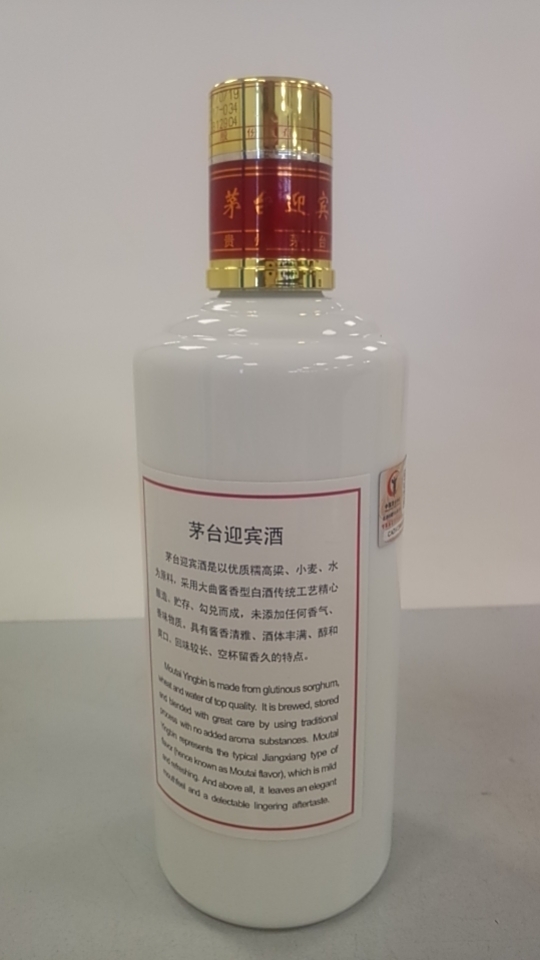 茅台迎宾
贵州茅台
茅台迎宾酒
茅台迎宾酒是以优质糯高粱、小麦、水
为原料，采用大曲酱香型白酒传统工艺精心
酿造、贮存、勾兑而成，未添加任何香气、
香味物质，具有酱香清雅、酒体丰满、醇和
爽口、回味较长、空杯留香久的特点。
Moutai Yingbin is made from glutinous sorghum,
wheat and water of top quality. It is brewed, stored
and blended with great care by using traditional
process with no added aroma substances. Moutai
Yingbin represents the typical Jiangxiang type of
flavor (hence known as Moutai flavor), which is mild
and refreshing. And above all, it leaves an elegant
mouthfeel and a delectable lingering aftertaste.